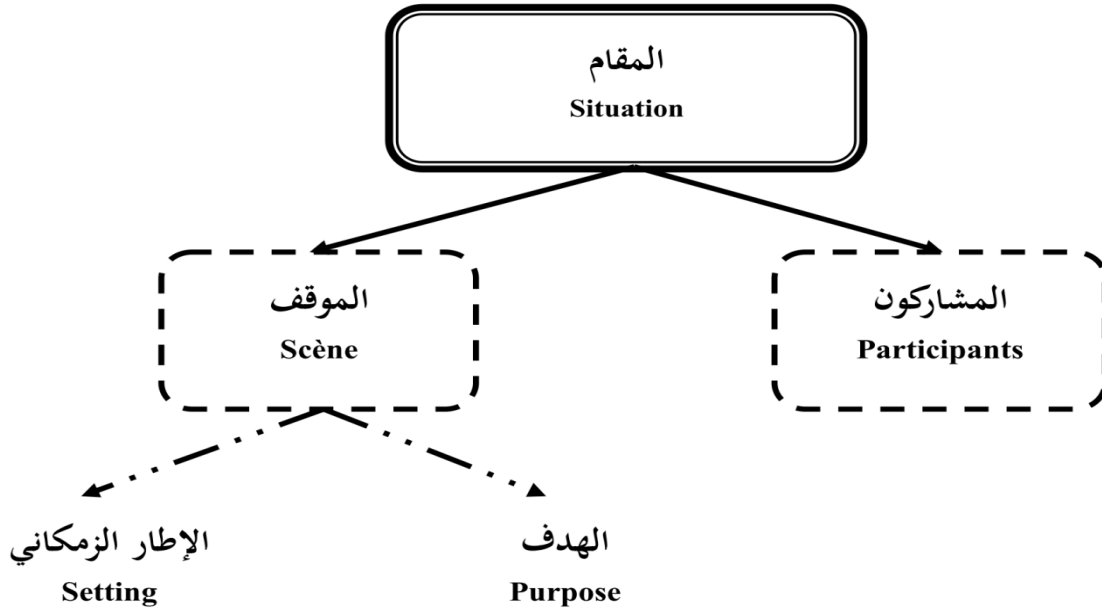 المقام
Situation
الموقف
Scène
المشاركون
Participants
الإطار الزمكاني
Setting
الهدف
Purpose